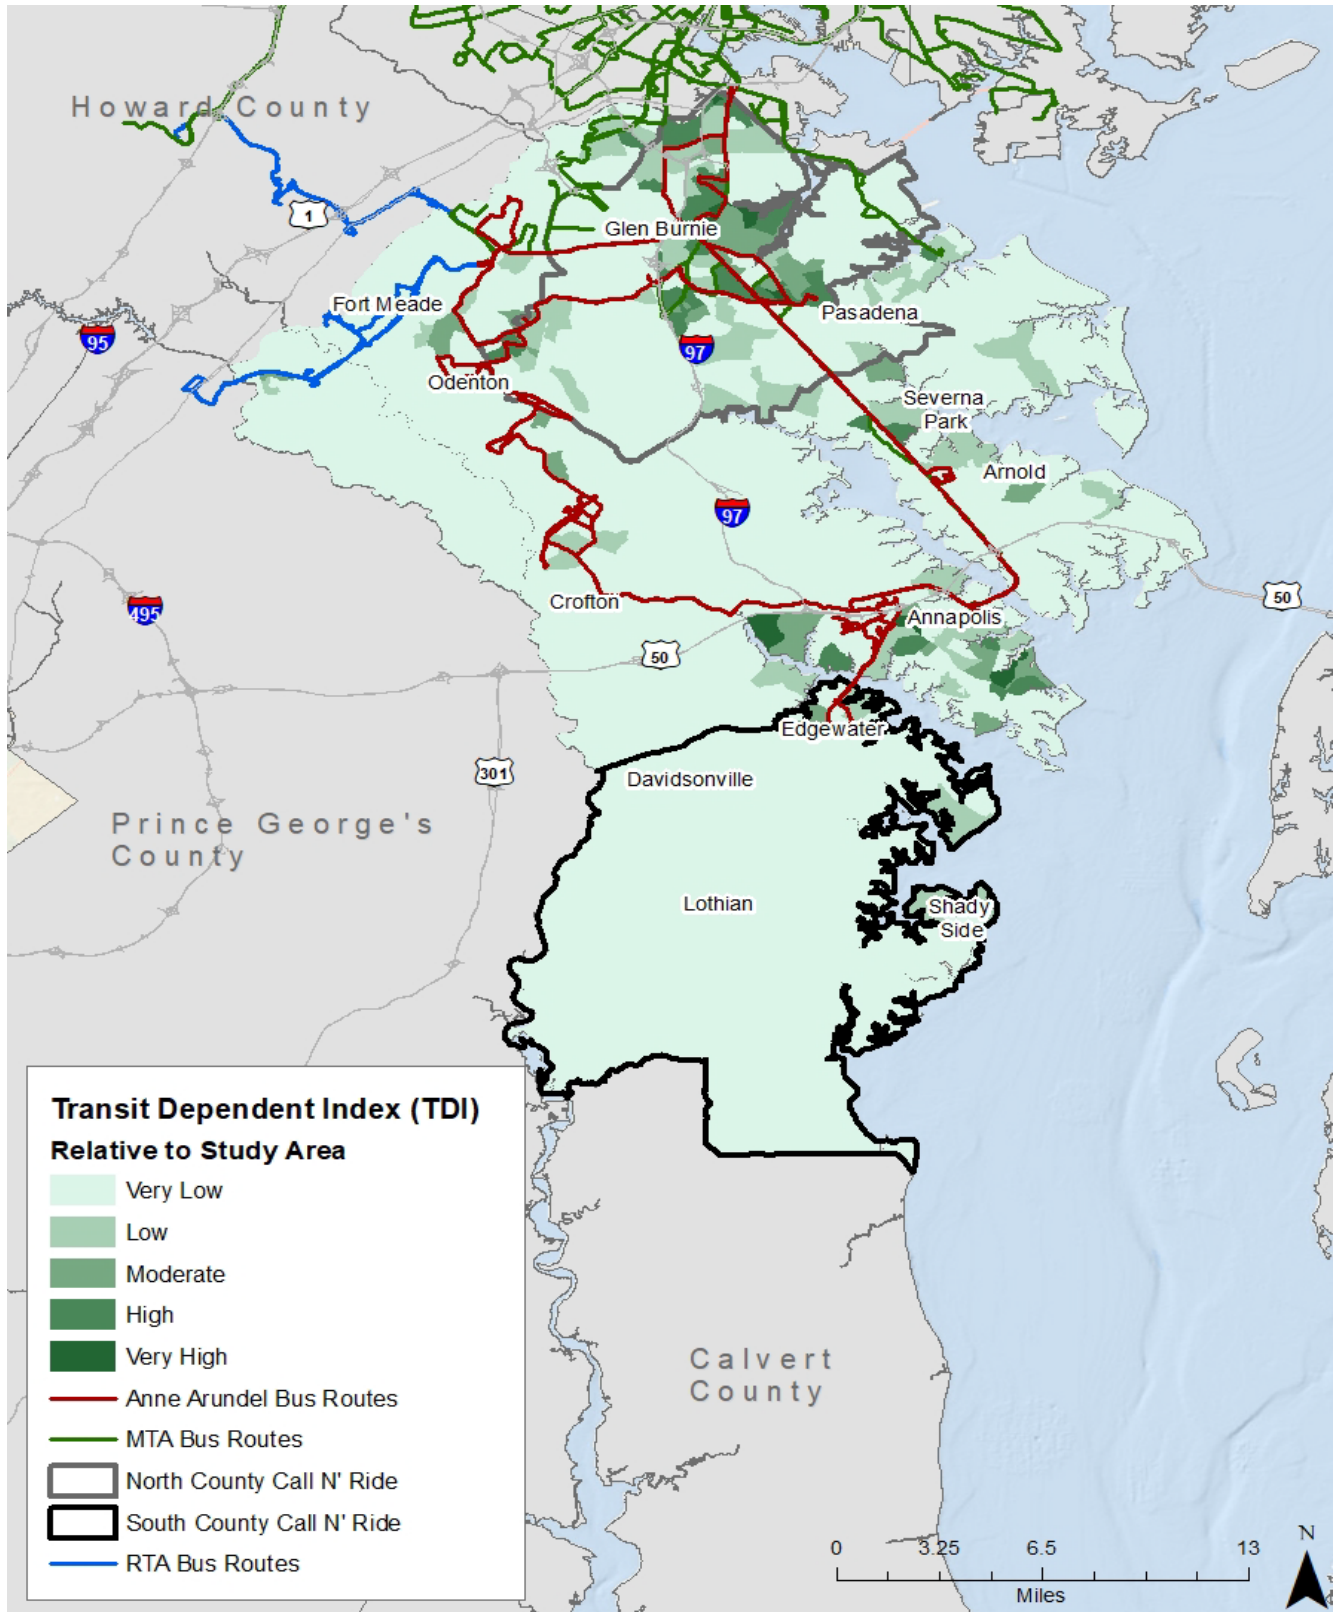 Howard County
1
Glen Burnie
Fort Meade
Pasadena
95
97
Odenton
Severna
Park
Arnold
97
Crofton
495
50
Annapolis
50
Edgewater
301
Davidsonville
Prince George's
County
Lothian
Shady
Side
Transit Dependent Index (TDI)
Relative to Study Area
Very Low
Low
Moderate
High
Very High
Anne Arundel Bus Routes
MTA Bus Routes
North County Call N' Ride
South County Call N' Ride
RTA Bus Routes
Calvert
County
N
0 3.25 6.5 13
Miles